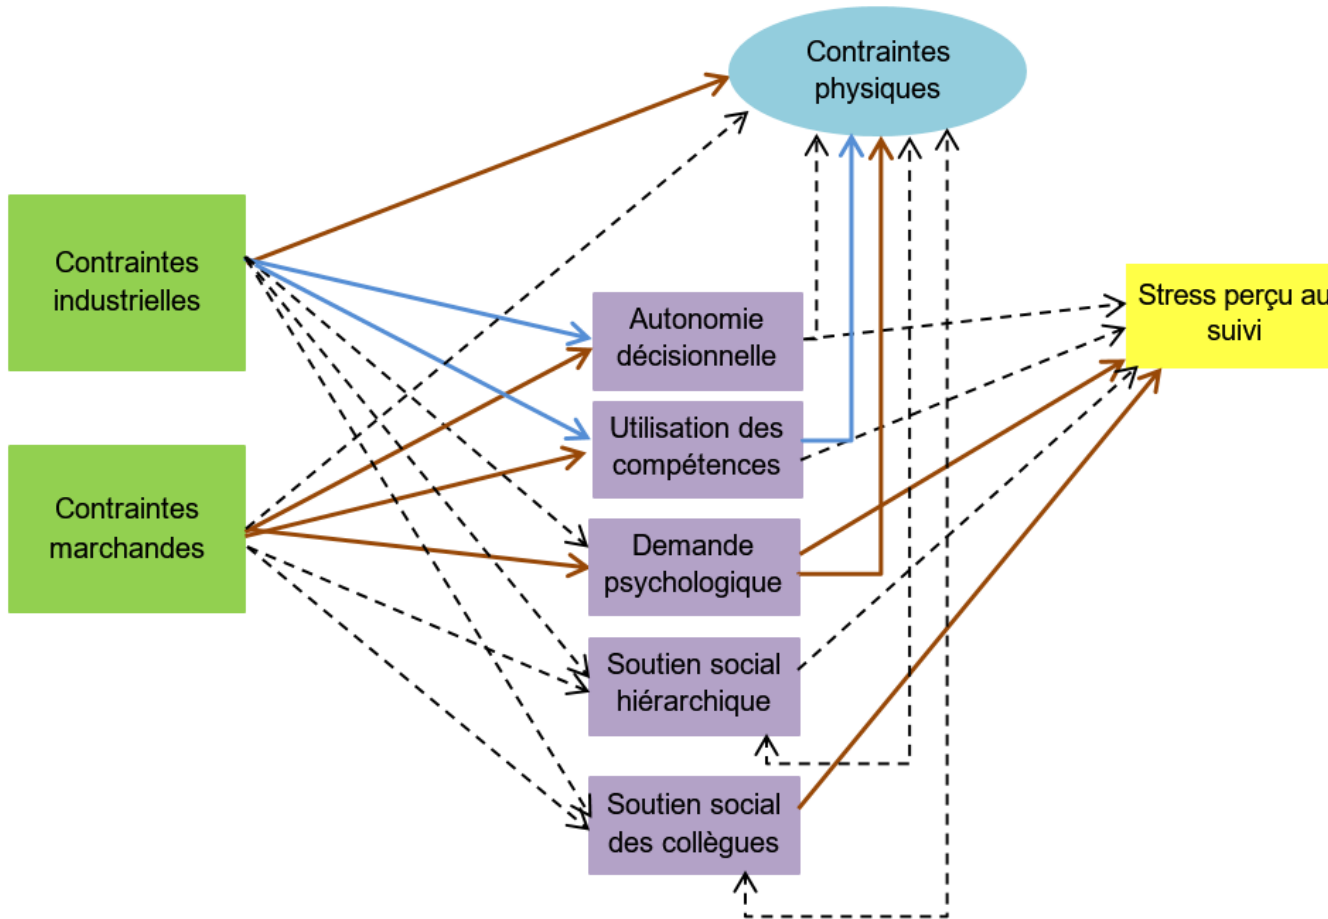 Contraintes
physiques
Contraintes
industrielles
Contraintes
marchandes
Autonomie
décisionnelle
Utilisation des
compétences
Demande
psychologique
Soutien social
hiérarchique
Soutien social
des collègues
Stress perçu au
suivi